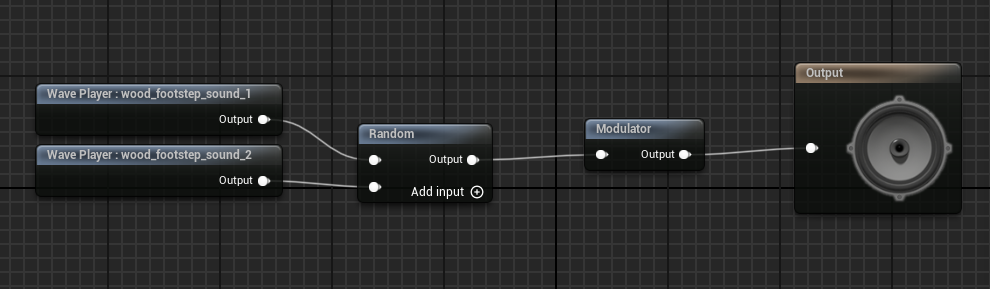 Wave Player : wood_footstep_sound_1
Output
Wave Player : wood_footstep_sound_2
Output
Random
Output
Add input
Modulator
Output
Output